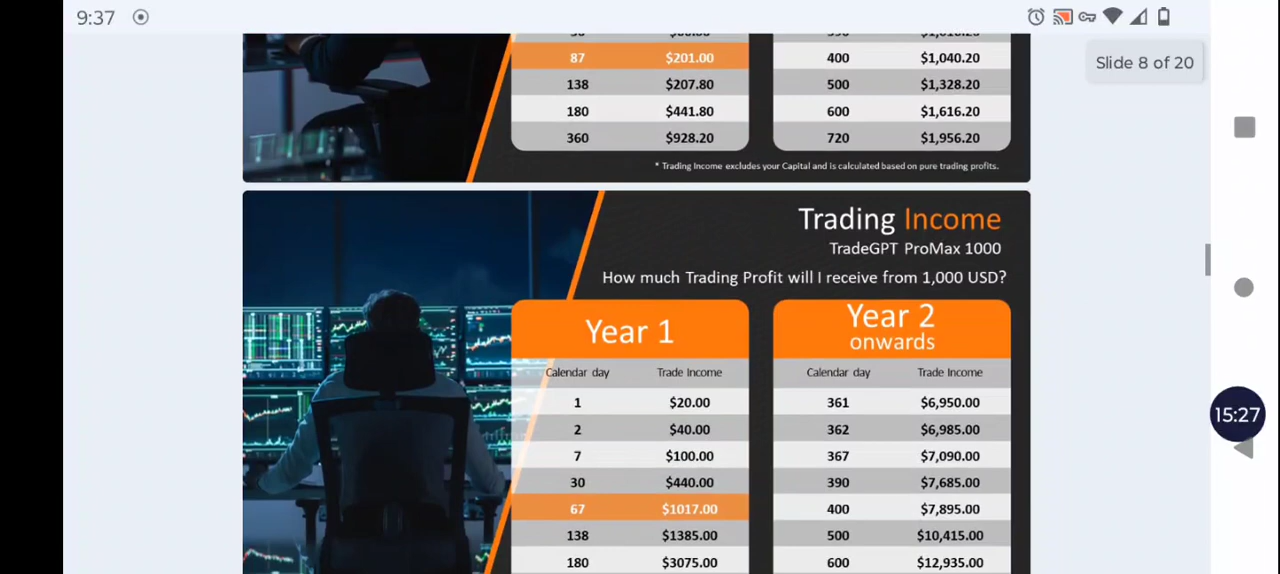 9:37
Slide 8 of 20
87 $201.00 400 $1,040.20
138 $207.80 500 $1,328.20
180 $441.80 600 $1,616.20
360 $928.20 720 $1,956.20
* Trading Income excludes your Capital and is calculated based on pure trading profits.
Trading Income
TradeGPT ProMax 1000
How much Trading Profit will I receive from 1,000 USD?
Year 1
Year 2
onwards
Calendar day Trade Income Calendar day Trade Income
1 $20.00 361 $6,950.00
2 $40.00 362 $6,985.00
7 $100.00 367 $7,090.00
30 $440.00 390 $7,685.00
67 $1017.00 400 $7,895.00
138 $1385.00 500 $10,415.00
180 $3075.00 600 $12,935.00
15:27